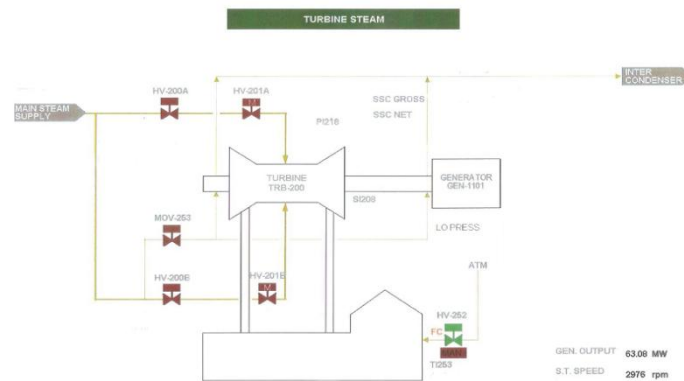 TURBINE STEAM
INTER
CONDENSER
HV-200A
HV-201A
M
SSC GROSS
SSC NET
MAIN STEAM
SUPPLY
PI216
TURBINE
TRB-200
GENERATOR
GEN-1101
SI208
MOV-253
LO PRESS
ATM
HV-200B
HV-201B
M
HV-252
FC
MAN
TI253
GEN. OUTPUT 63.08 MW
S.T. SPEED 2976 rpm